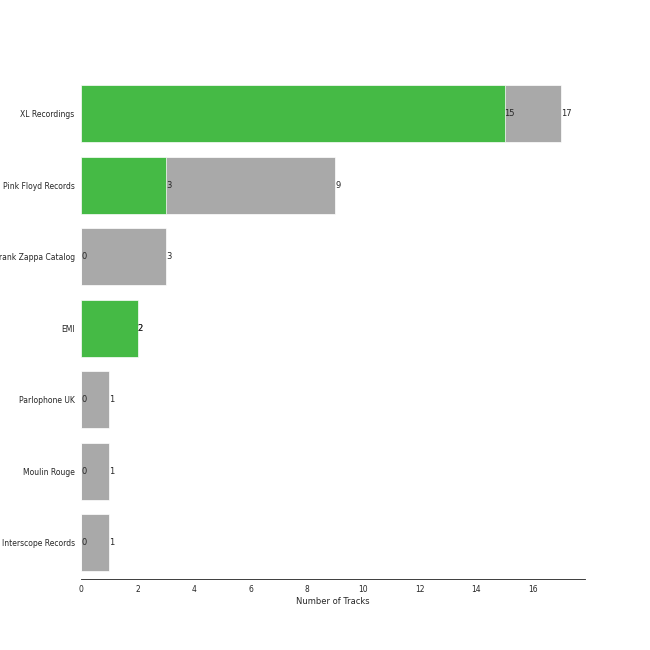 XL Recordings 15 17
Pink Floyd Records 3 9
rank Zappa Catalog 0 3
EMI 2
Parlophone UK 0 1
Moulin Rouge 0 1
Interscope Records 0 1
0 2 4 6 8 10 12 14 16
Number of Tracks